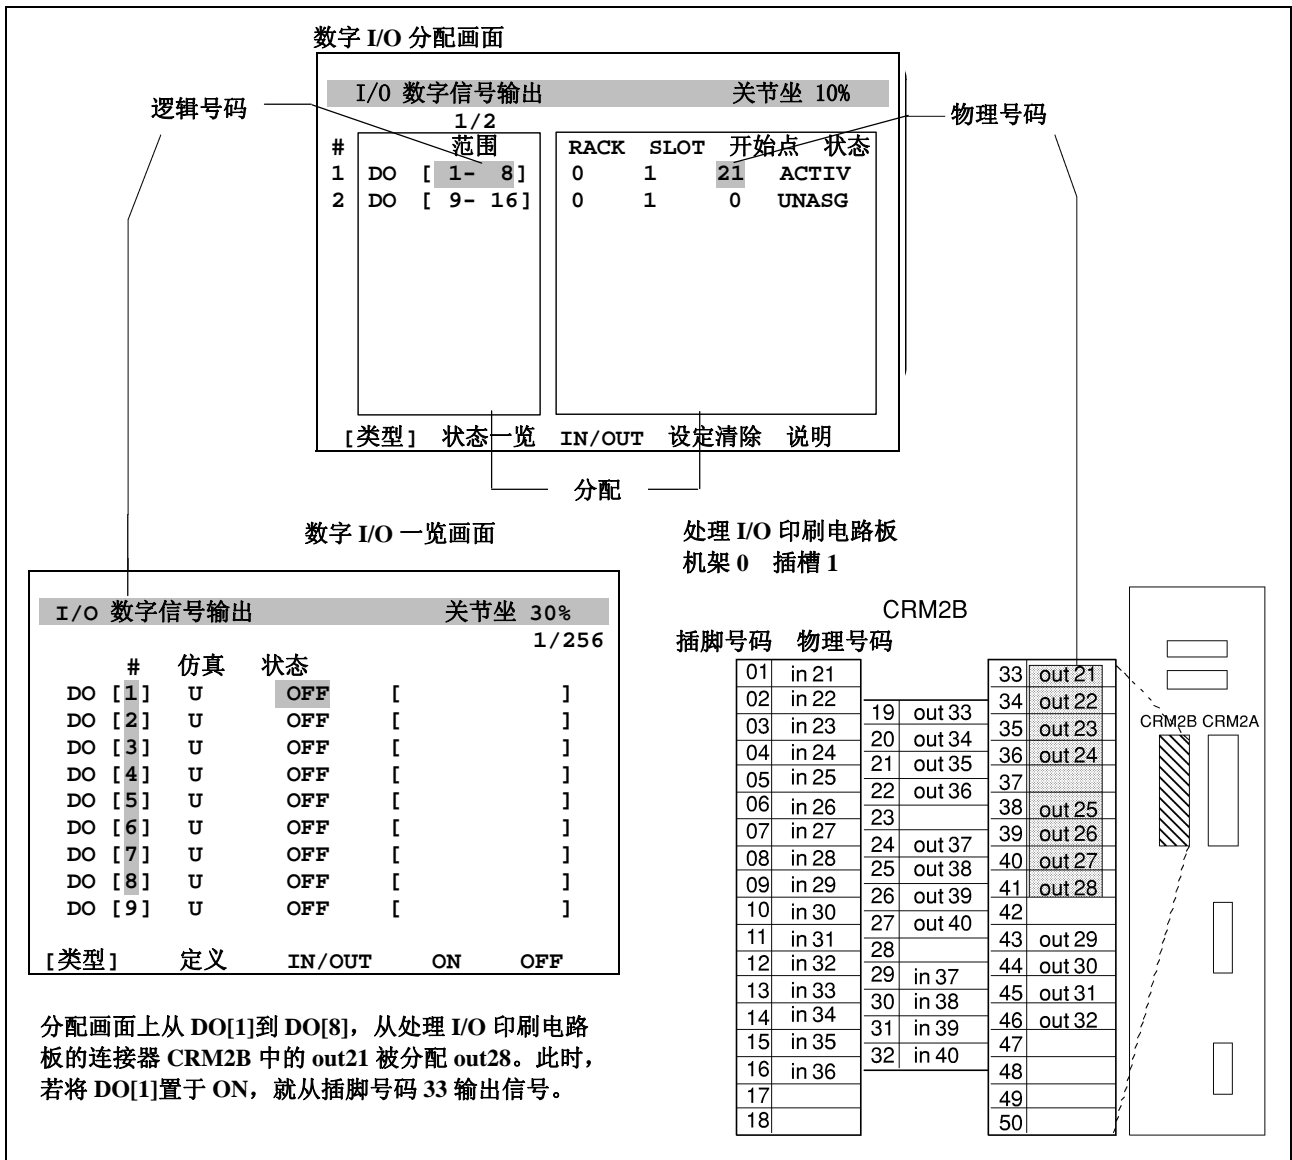 数字 I/O 分配画面
I/O 数字信号输出 关节坐 10%
1/2
# 范围 RACK SLOT 开始点 状态
1 DO [ 1- 8] 0 1 21 ACTIV
2 DO [ 9- 16] 0 1 0 UNASG
[类型] 状态一览 IN/OUT 设定清除 说明
逻辑号码
物理号码
分配
数字 I/O 一览画面
I/O 数字信号输出 关节坐 30%
1/256
# 仿真 状态
DO [1] U OFF [ ]
DO [2] U OFF [ ]
DO [3] U OFF [ ]
DO [4] U OFF [ ]
DO [5] U OFF [ ]
DO [6] U OFF [ ]
DO [7] U OFF [ ]
DO [8] U OFF [ ]
DO [9] U OFF [ ]
[类型] 定义 IN/OUT ON OFF
分配画面上从 DO[1]到 DO[8]，从处理 I/O 印刷电路
板的连接器 CRM2B 中的 out21 被分配 out28。此时，
若将 DO[1]置于 ON，就从插脚号码 33 输出信号。
处理 I/O 印刷电路板
机架 0 插槽 1
CRM2B
插脚号码 物理号码
01 in 21
02 in 22
03 in 23
04 in 24
05 in 25
06 in 26
07 in 27
08 in 28
09 in 29
10 in 30
11 in 31
12 in 32
13 in 33
14 in 34
15 in 35
16 in 36
17
18
19 out 33
20 out 34
21 out 35
22 out 36
23
24 out 37
25 out 38
26 out 39
27 out 40
28
29 in 37
30 in 38
31 in 39
32 in 40
33 out 21
34 out 22
35 out 23
36 out 24
37
38 out 25
39 out 26
40 out 27
41 out 28
42
43 out 29
44 out 30
45 out 31
46 out 32
47
48
49
50
CRM2B CRM2A